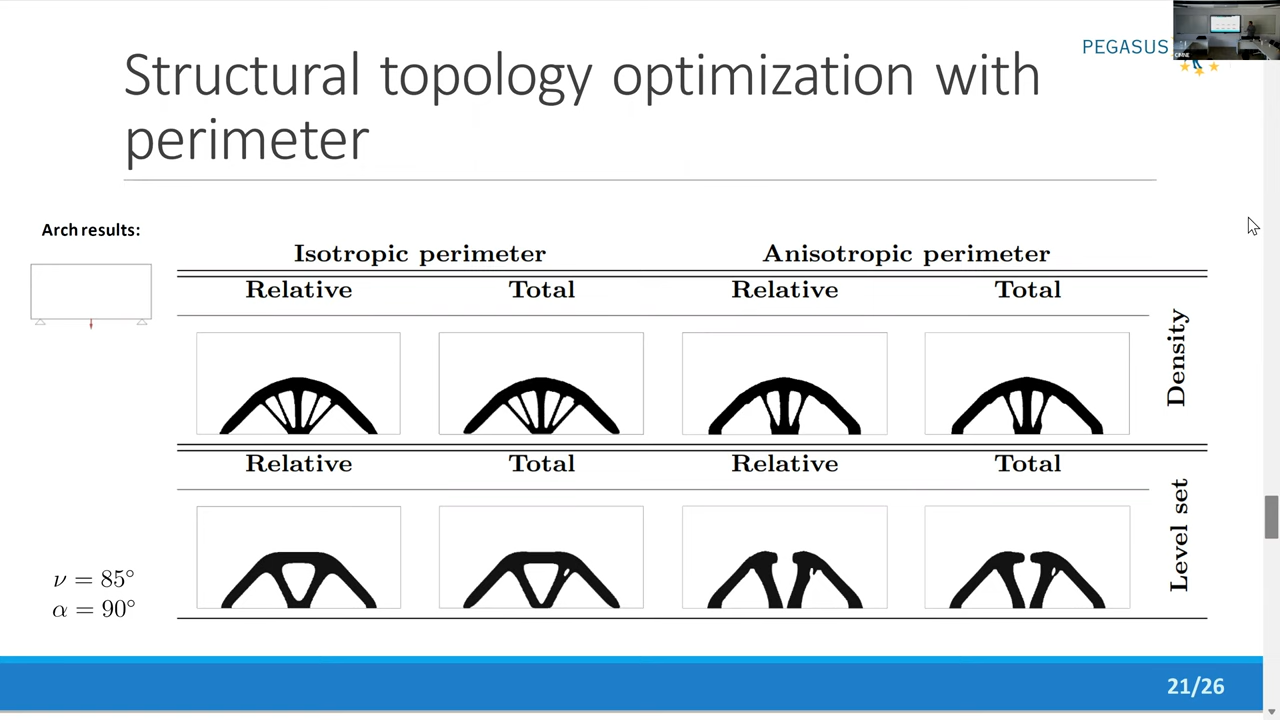 PEGASUS
CIMNE
Structural topology optimization with
perimeter
Arch results:
Isotropic perimeter Anisotropic perimeter
Relative Total Relative Total
Density
Relative Total Relative Total
Level set
ν = 85°
α = 90°
21/26